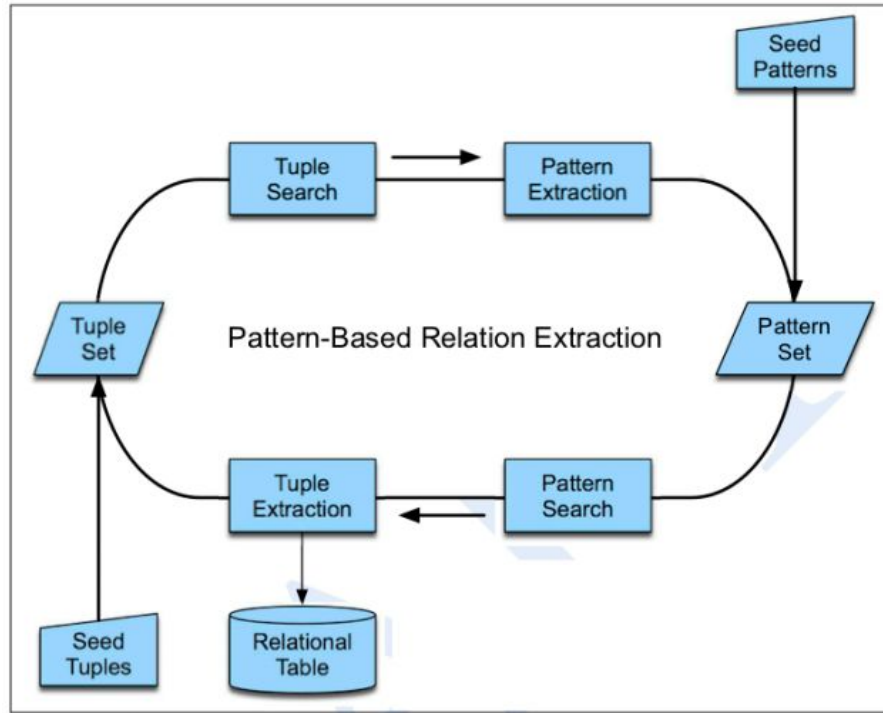 Seed
Patterns
Tuple
Search
Pattern
Extraction
Tuple
Set
Pattern-Based Relation Extraction
Pattern
Set
Tuple
Extraction
Pattern
Search
Seed
Tuples
Relational
Table